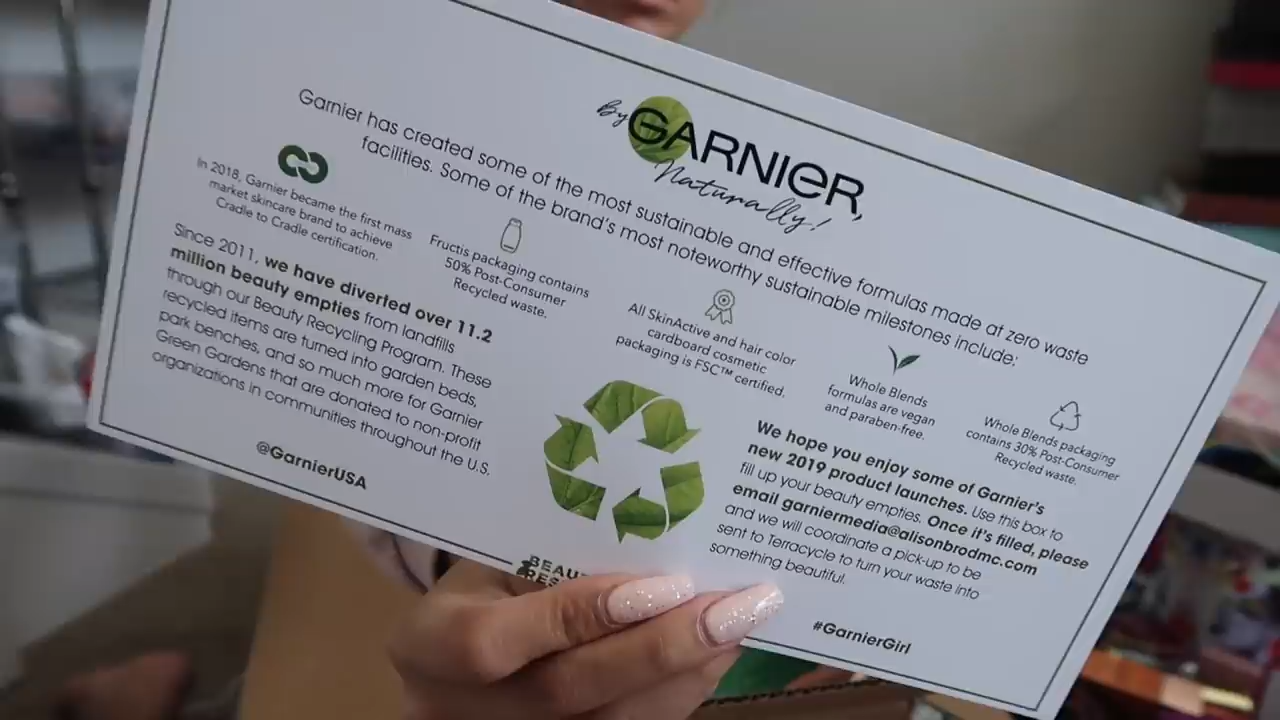 By GARNIER,
Naturally!
Garnier has created some of the most sustainable and effective formulas made at zero waste
facilities. Some of the brand's most noteworthy sustainable milestones include:
In 2018, Garnier became the first mass
market skincare brand to achieve
Cradle to Cradle certification.
Fructis packaging contains
50% Post-Consumer
Recycled waste.
All SkinActive and hair color
cardboard cosmetic
packaging is FSC™ certified.
Whole Blends
formulas are vegan
and paraben-free.
Whole Blends packaging
contains 30% Post-Consumer
Recycled waste.
Since 2011, we have diverted over 11.2
million beauty empties from landfills
through our Beauty Recycling Program. These
recycled items are turned into garden beds,
park benches, and so much more for Garnier
Green Gardens that are donated to non-profit
organizations in communities throughout the U.S.
@GarnierUSA
We hope you enjoy some of Garnier's
new 2019 product launches. Use this box to
fill up your beauty empties. Once it's filled, please
email garniermedia@alisonbrodmc.com
and we will coordinate a pick-up to be
sent to Terracycle to turn your waste into
something beautiful.
#GarnierGirl